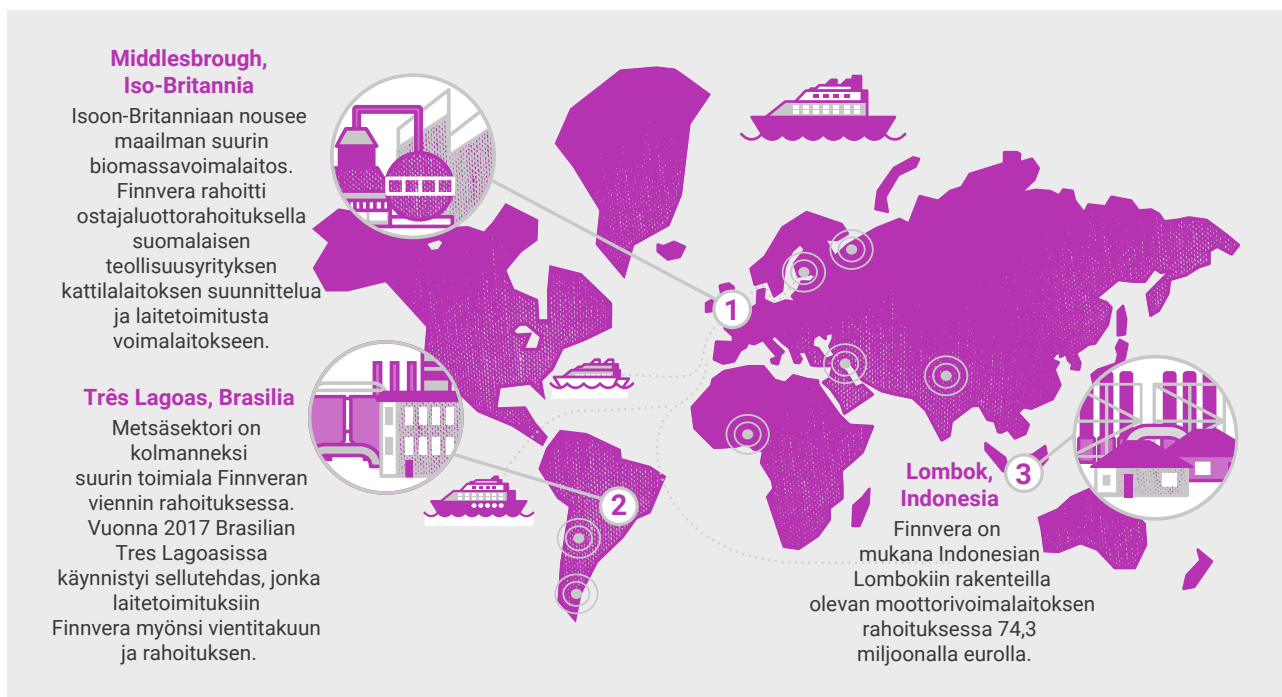 Middlesbrough,
Iso-Britannia
Isoon-Britanniaan nousee
maailman suurin
biomassavoimalaitos.
Finnvera rahoitti
ostajaluottorahoituksella
suomalaisen
teollisuusyrityksen
kattilalaitoksen suunnittelua
ja laitetoimitusta
voimalaitokseen.
1
Três Lagoas, Brasilia
Metsäsektori on
kolmanneksi
suurin toimiala Finnveran
viennin rahoituksessa.
Vuonna 2017 Brasilian
Tres Lagoasissa
käynnistyi sellutehdas, jonka
laitetoimituksiin
Finnvera myönsi vientitakuun
ja rahoituksen.
2
Lombok,
Indonesia
3
Finnvera on
mukana Indonesian
Lombokiin rakenteilla
olevan moottorivoimalaitoksen
rahoituksessa 74,3
miljoonalla eurolla.